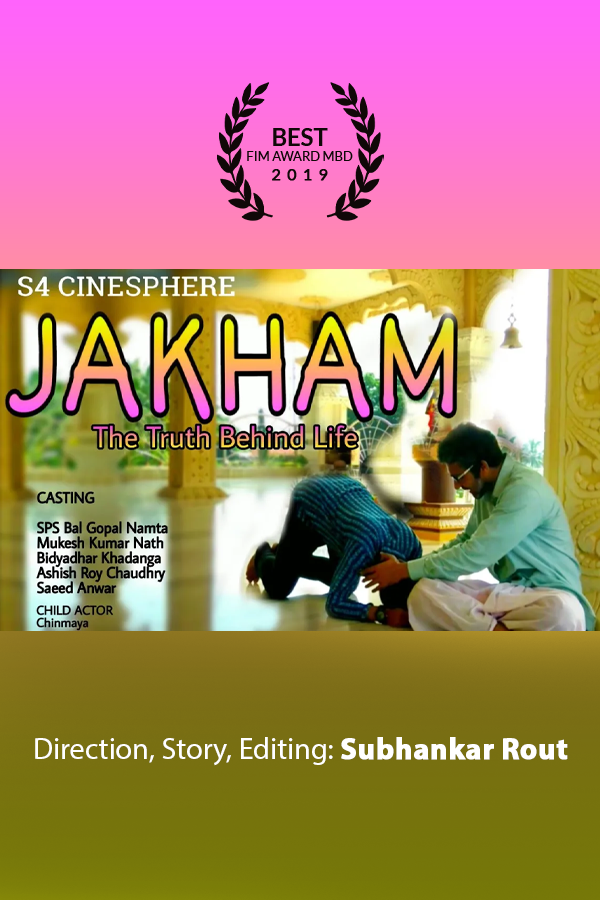 BEST
FIM AWARD MBD
2019
S4 CINESPHERE
JAKHAM
The Truth Behind Life
CASTING
SPS Bal Gopal Namta
Mukesh Kumar Nath
Bidyadhar Khadanga
Ashish Roy Chaudhry
Saeed Anwar
CHILD ACTOR
Chinmaya
Direction, Story, Editing: Subhankar Rout